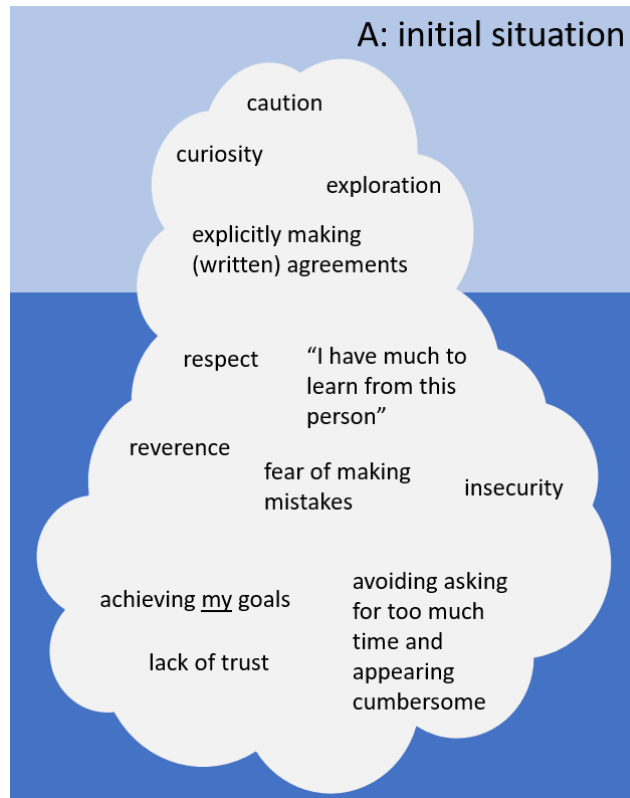 A: initial situation
caution
curiosity
exploration
explicitly making
(written) agreements
respect
“I have much to
learn from this
person”
reverence
fear of making
mistakes
insecurity
achieving my goals
lack of trust
avoiding asking
for too much
time and
appearing
cumbersome